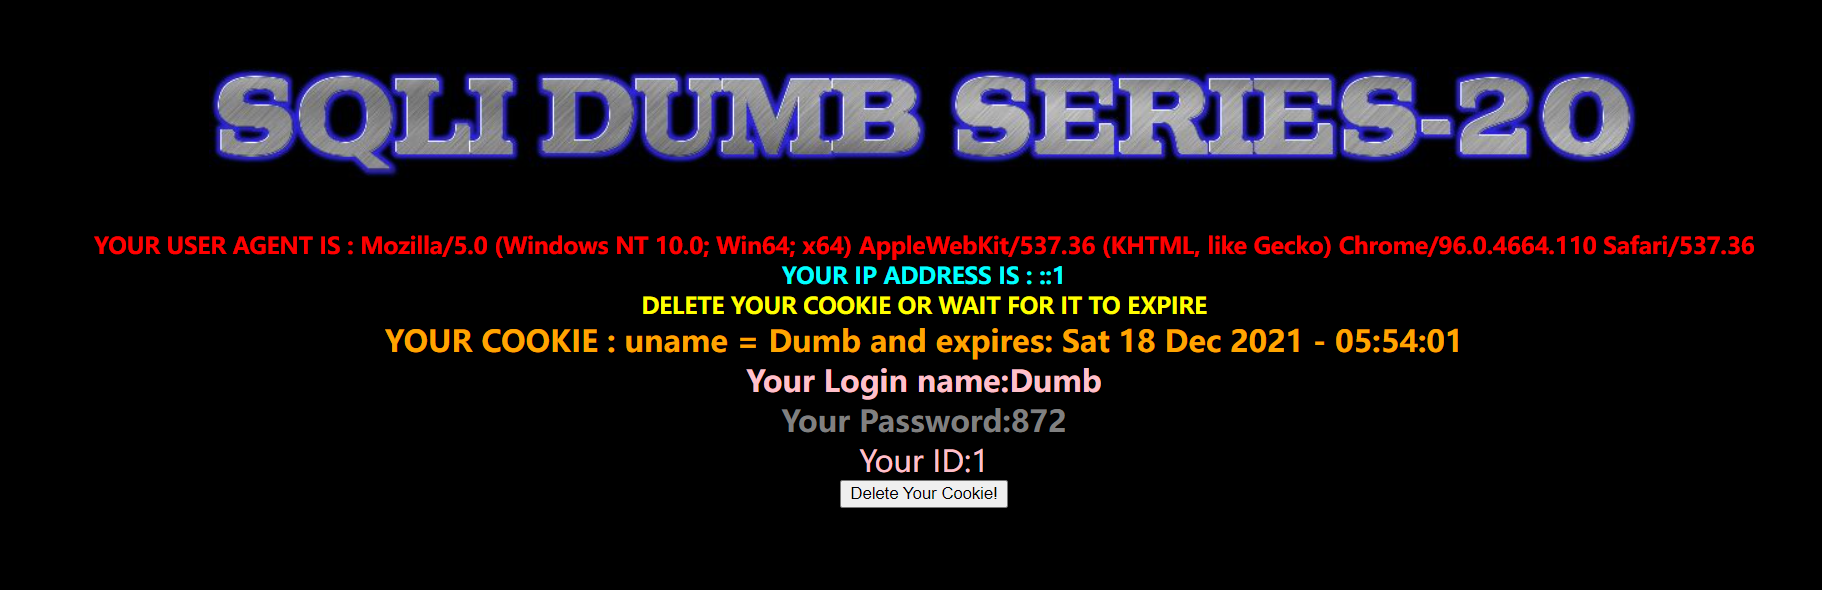 SQLI DUMB SERIES-20
YOUR USER AGENT IS : Mozilla/5.0 (Windows NT 10.0; Win64; x64) AppleWebKit/537.36 (KHTML, like Gecko) Chrome/96.0.4664.110 Safari/537.36
YOUR IP ADDRESS IS : ::1
DELETE YOUR COOKIE OR WAIT FOR IT TO EXPIRE
YOUR COOKIE : uname = Dumb and expires: Sat 18 Dec 2021 - 05:54:01
Your Login name:Dumb
Your Password:872
Your ID:1
Delete Your Cookie!